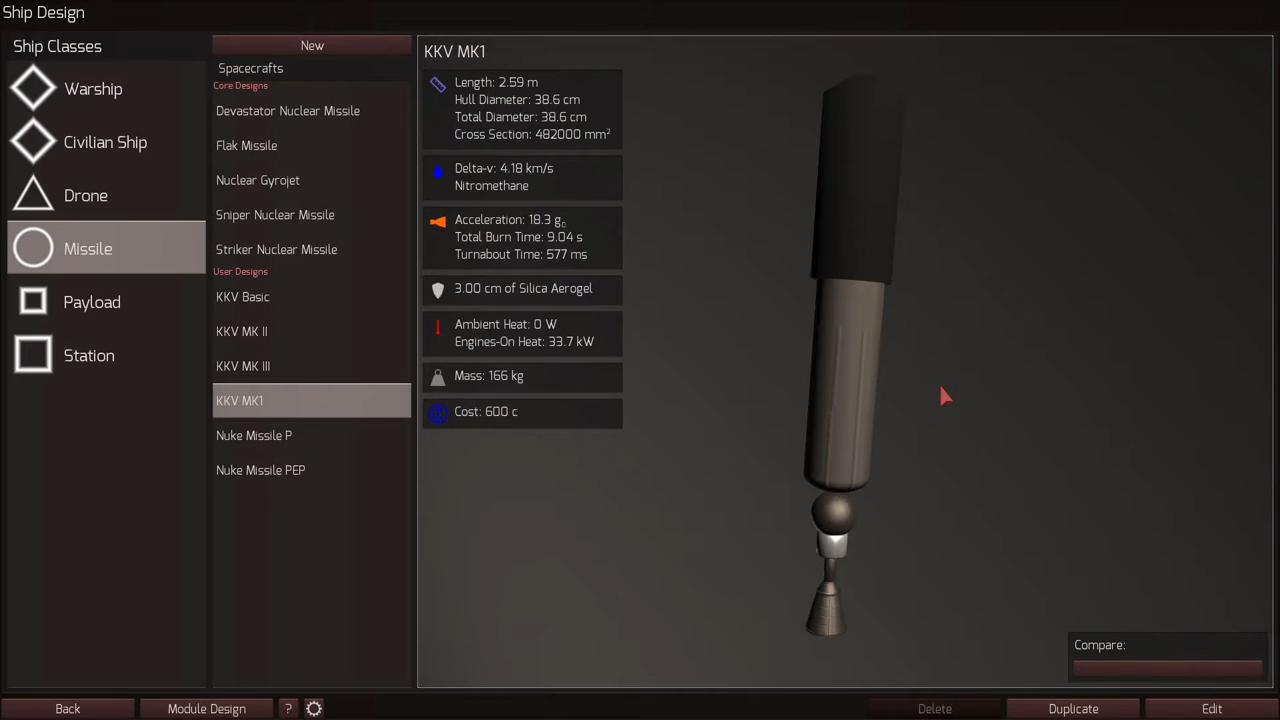 Ship Design
Ship Classes
Warship
Civilian Ship
Drone
Missile
Payload
Station
New
Spacecrafts
Core Designs
Devastator Nuclear Missile
Flak Missile
Nuclear Gyrojet
Sniper Nuclear Missile
Striker Nuclear Missile
User Designs
KKV Basic
KKV MK II
KKV MK III
KKV MK1
Nuke Missile P
Nuke Missile PEP
KKV MK1
Length: 2.59 m
Hull Diameter: 38.6 cm
Total Diameter: 38.6 cm
Cross Section: 482000 mm²
Delta-v: 4.18 km/s
Nitromethane
Acceleration: 18.3 g₀
Total Burn Time: 9.04 s
Turnabout Time: 577 ms
3.00 cm of Silica Aerogel
Ambient Heat: 0 W
Engines-On Heat: 33.7 kW
Mass: 166 kg
Cost: 600 c
Compare:
Back
Module Design
?
Delete
Duplicate
Edit